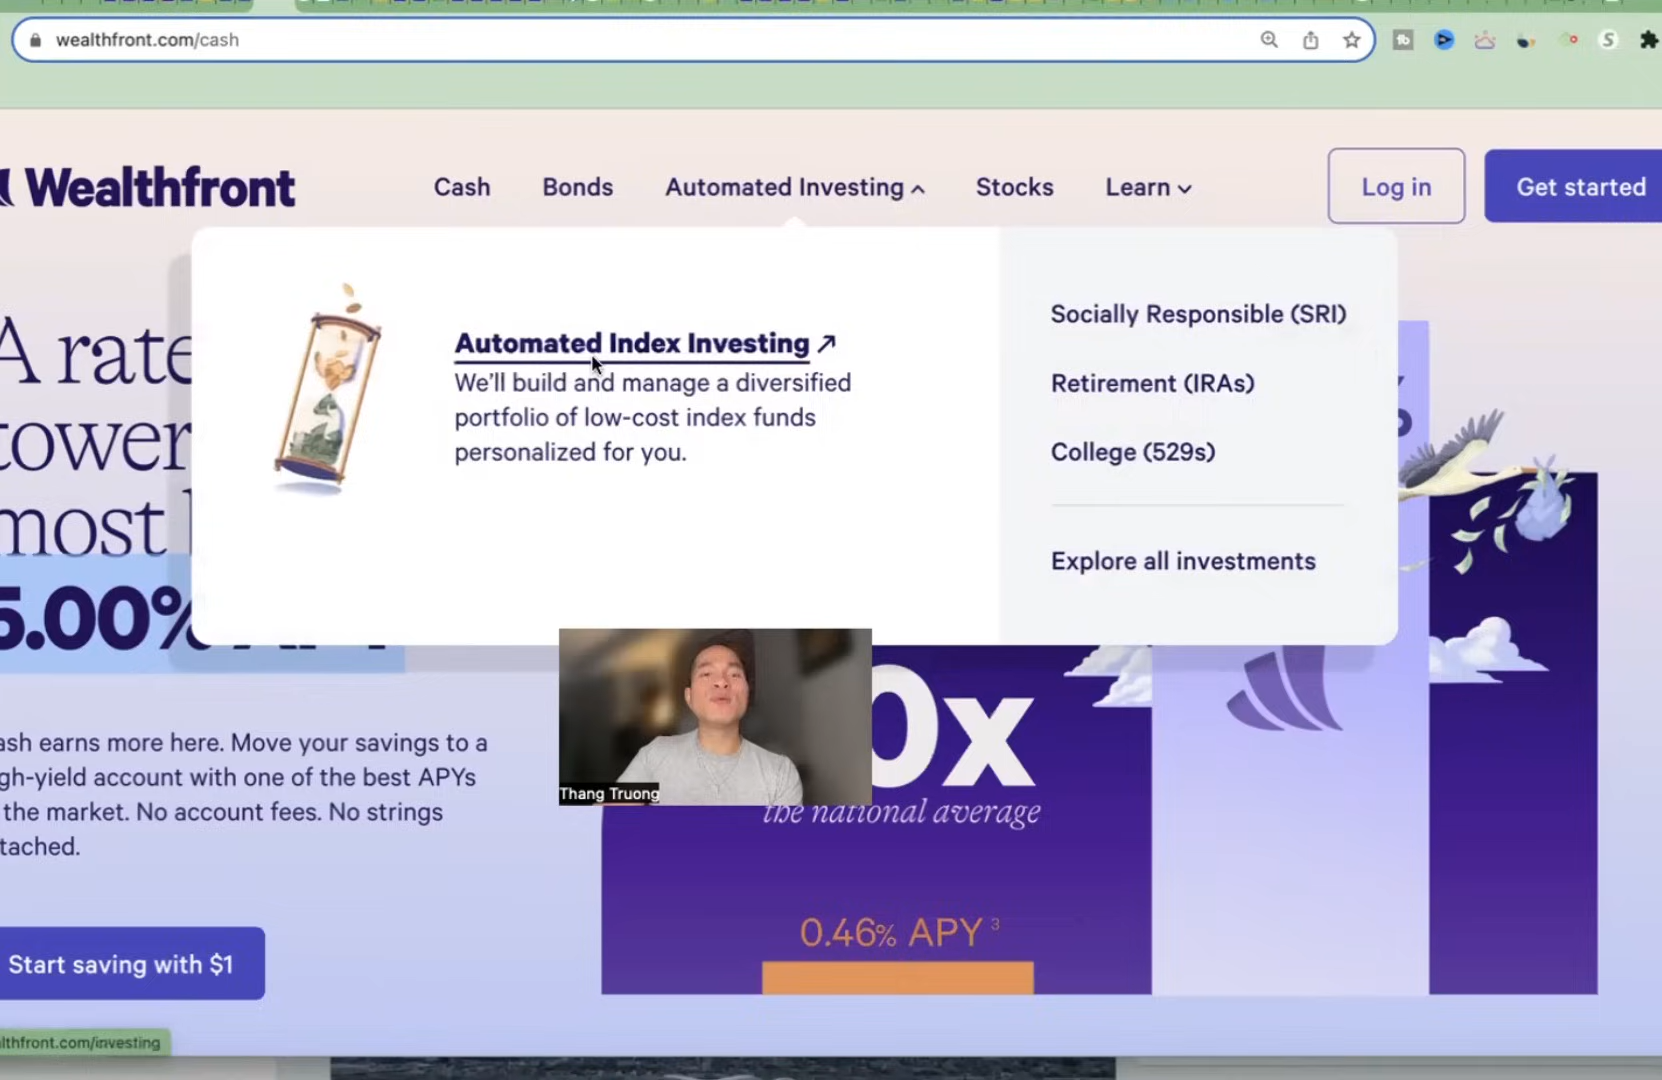 wealthfront.com/cash
Wealthfront
Cash
Bonds
Automated Investing
Stocks
Learn
Log in
Get started
Automated Index Investing ↗
We'll build and manage a diversified
portfolio of low-cost index funds
personalized for you.
Socially Responsible (SRI)
Retirement (IRAs)
College (529s)
Explore all investments
A rate
tower
most
5.00%
ash earns more here. Move your savings to a
gh-yield account with one of the best APYs
the market. No account fees. No strings
tached.
Start saving with $1
0x
the national average
0.46% APY 3
Thang Truong
lthfront.com/investing